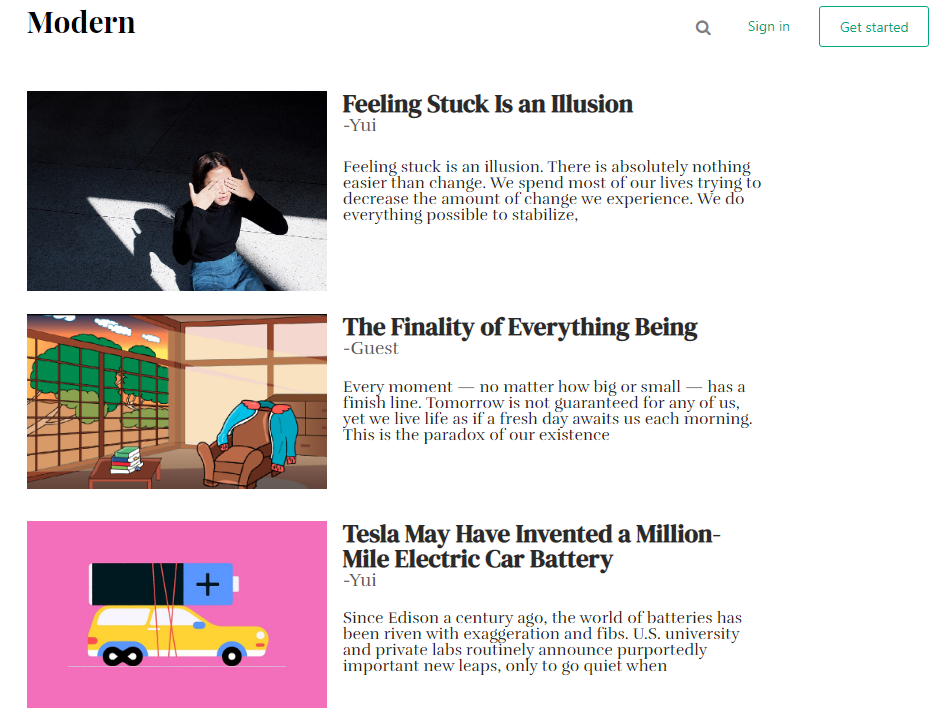 Modern
Sign in
Get started
Feeling Stuck Is an Illusion
-Yui
Feeling stuck is an illusion. There is absolutely nothing
easier than change. We spend most of our lives trying to
decrease the amount of change we experience. We do
everything possible to stabilize,
The Finality of Everything Being
-Guest
Every moment — no matter how big or small — has a
finish line. Tomorrow is not guaranteed for any of us,
yet we live life as if a fresh day awaits us each morning.
This is the paradox of our existence
Tesla May Have Invented a Million-
Mile Electric Car Battery
-Yui
Since Edison a century ago, the world of batteries has
been riven with exaggeration and fibs. U.S. university
and private labs routinely announce purportedly
important new leaps, only to go quiet when